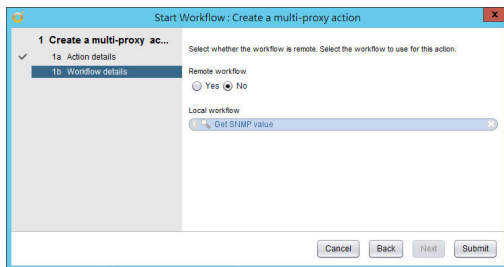 Start Workflow : Create a multi-proxy action
x
1 Create a multi-proxy ac...
1a Action details
1b Workflow details
Select whether the workflow is remote. Select the workflow to use for this action.
Remote workflow
Yes No
Local workflow
Get SNMP value
Cancel Back Next Submit